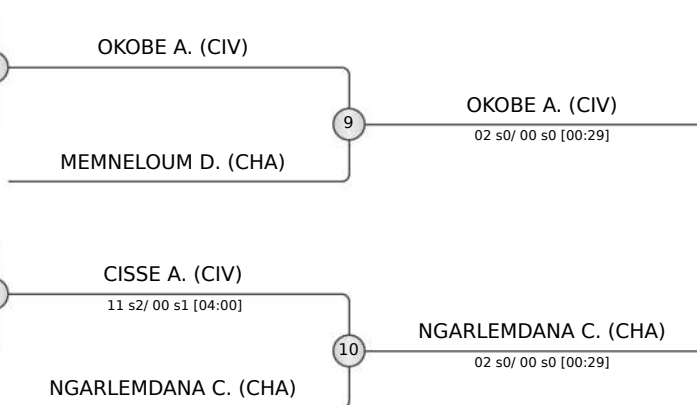 OKOBE A. (CIV)
MEMNELOUM D. (CHA)
9
OKOBE A. (CIV)
02 s0/ 00 s0 [00:29]
CISSE A. (CIV)
11 s2/ 00 s1 [04:00]
NGARLEMDANA C. (CHA)
10
NGARLEMDANA C. (CHA)
02 s0/ 00 s0 [00:29]